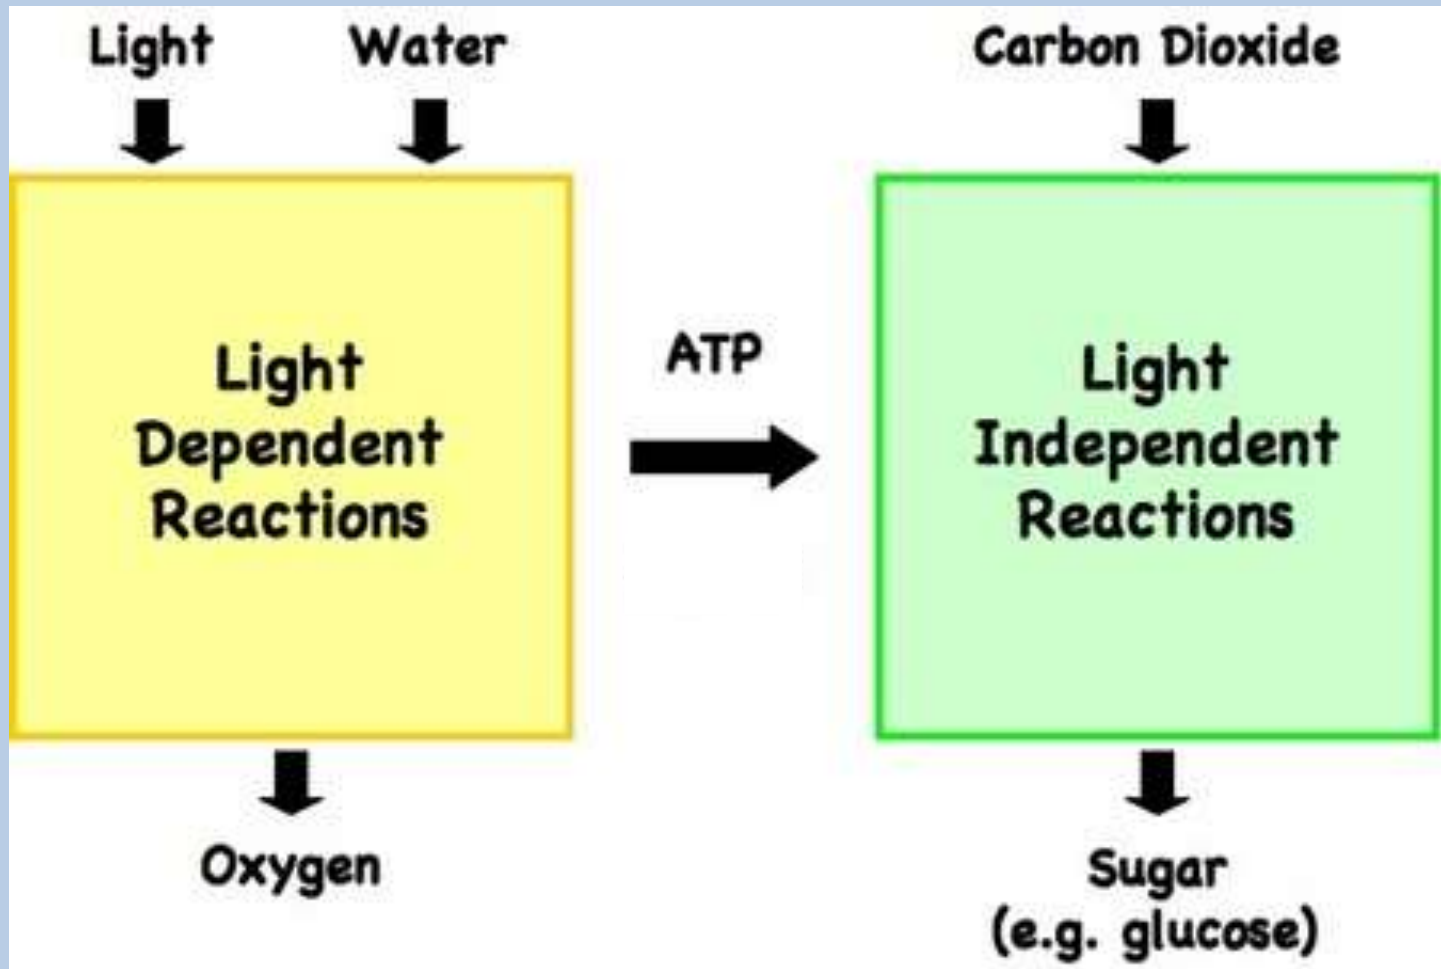 Light
Water
Carbon Dioxide
Light
Dependent
Reactions
ATP
Light
Independent
Reactions
Oxygen
Sugar
(e.g. glucose)